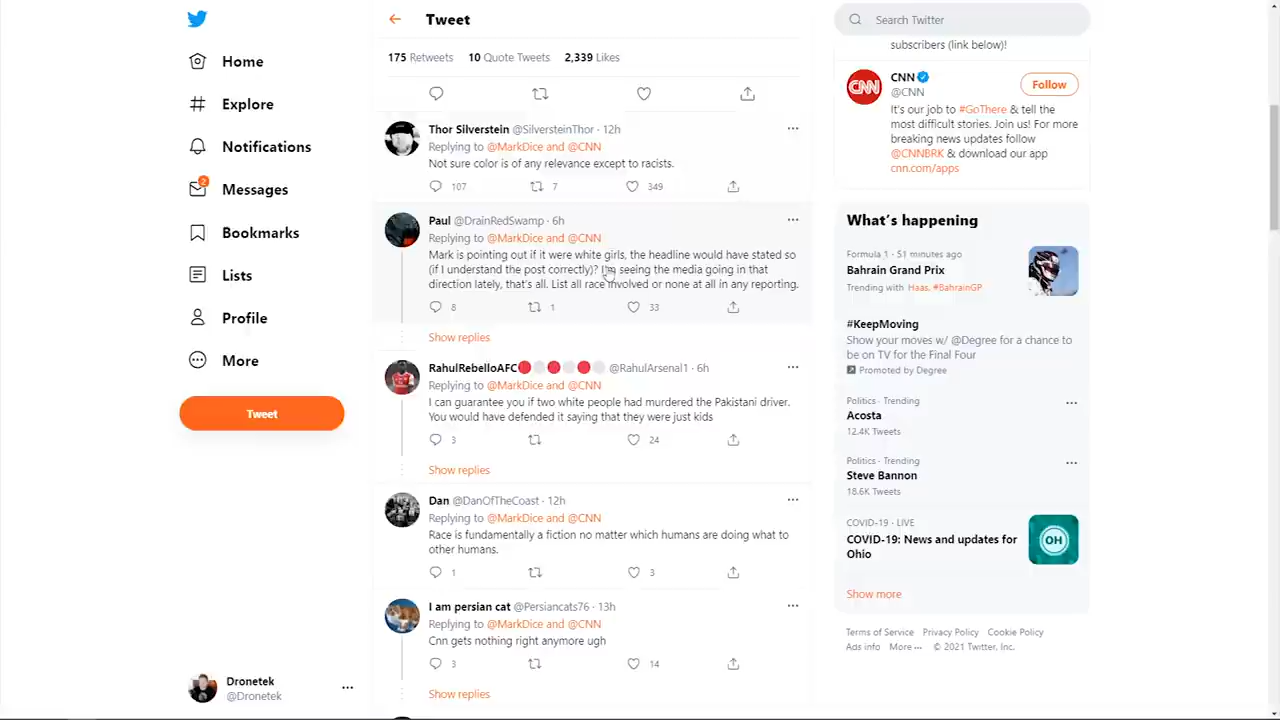 Home
Explore
Notifications
2
Messages
Bookmarks
Lists
Profile
More
Tweet
Dronetek
@Dronetek
Tweet
175 Retweets 10 Quote Tweets 2,339 Likes
Thor Silverstein @SilversteinThor · 12h
Replying to @MarkDice and @CNN
Not sure color is of any relevance except to racists.
107 7 349
Paul @DrainRedSwamp · 6h
Replying to @MarkDice and @CNN
Mark is pointing out if it were white girls, the headline would have stated so
(if I understand the post correctly)? I'm seeing the media going in that
direction lately, that's all. List all race involved or none at all in any reporting.
8 1 33
Show replies
RahulRebelloAFC🔴⚪🔴⚪🔴⚪ @RahulArsenal1 · 6h
Replying to @MarkDice and @CNN
I can guarantee you if two white people had murdered the Pakistani driver.
You would have defended it saying that they were just kids
3 24
Show replies
Dan @DanOfTheCoast · 12h
Replying to @MarkDice and @CNN
Race is fundamentally a fiction no matter which humans are doing what to
other humans.
1 3
I am persian cat @Persiancats76 · 13h
Replying to @MarkDice and @CNN
Cnn gets nothing right anymore ugh
3 14
Show replies
Search Twitter
subscribers (link below)!
CNN
CNN
@CNN
Follow
It's our job to #GoThere & tell the
most difficult stories. Join us! For more
breaking news updates follow
@CNNBRK & download our app
cnn.com/apps
What's happening
Formula 1 · 51 minutes ago
Bahrain Grand Prix
Trending with Haas, #BahrainGP
#KeepMoving
Show your moves w/ @Degree for a chance to
be on TV for the Final Four
Promoted by Degree
Politics · Trending
Acosta
12.4K Tweets
Politics · Trending
Steve Bannon
18.6K Tweets
COVID-19 · LIVE
COVID-19: News and updates for
Ohio
OH
Show more
Terms of Service Privacy Policy Cookie Policy
Ads info More ··· © 2021 Twitter, Inc.